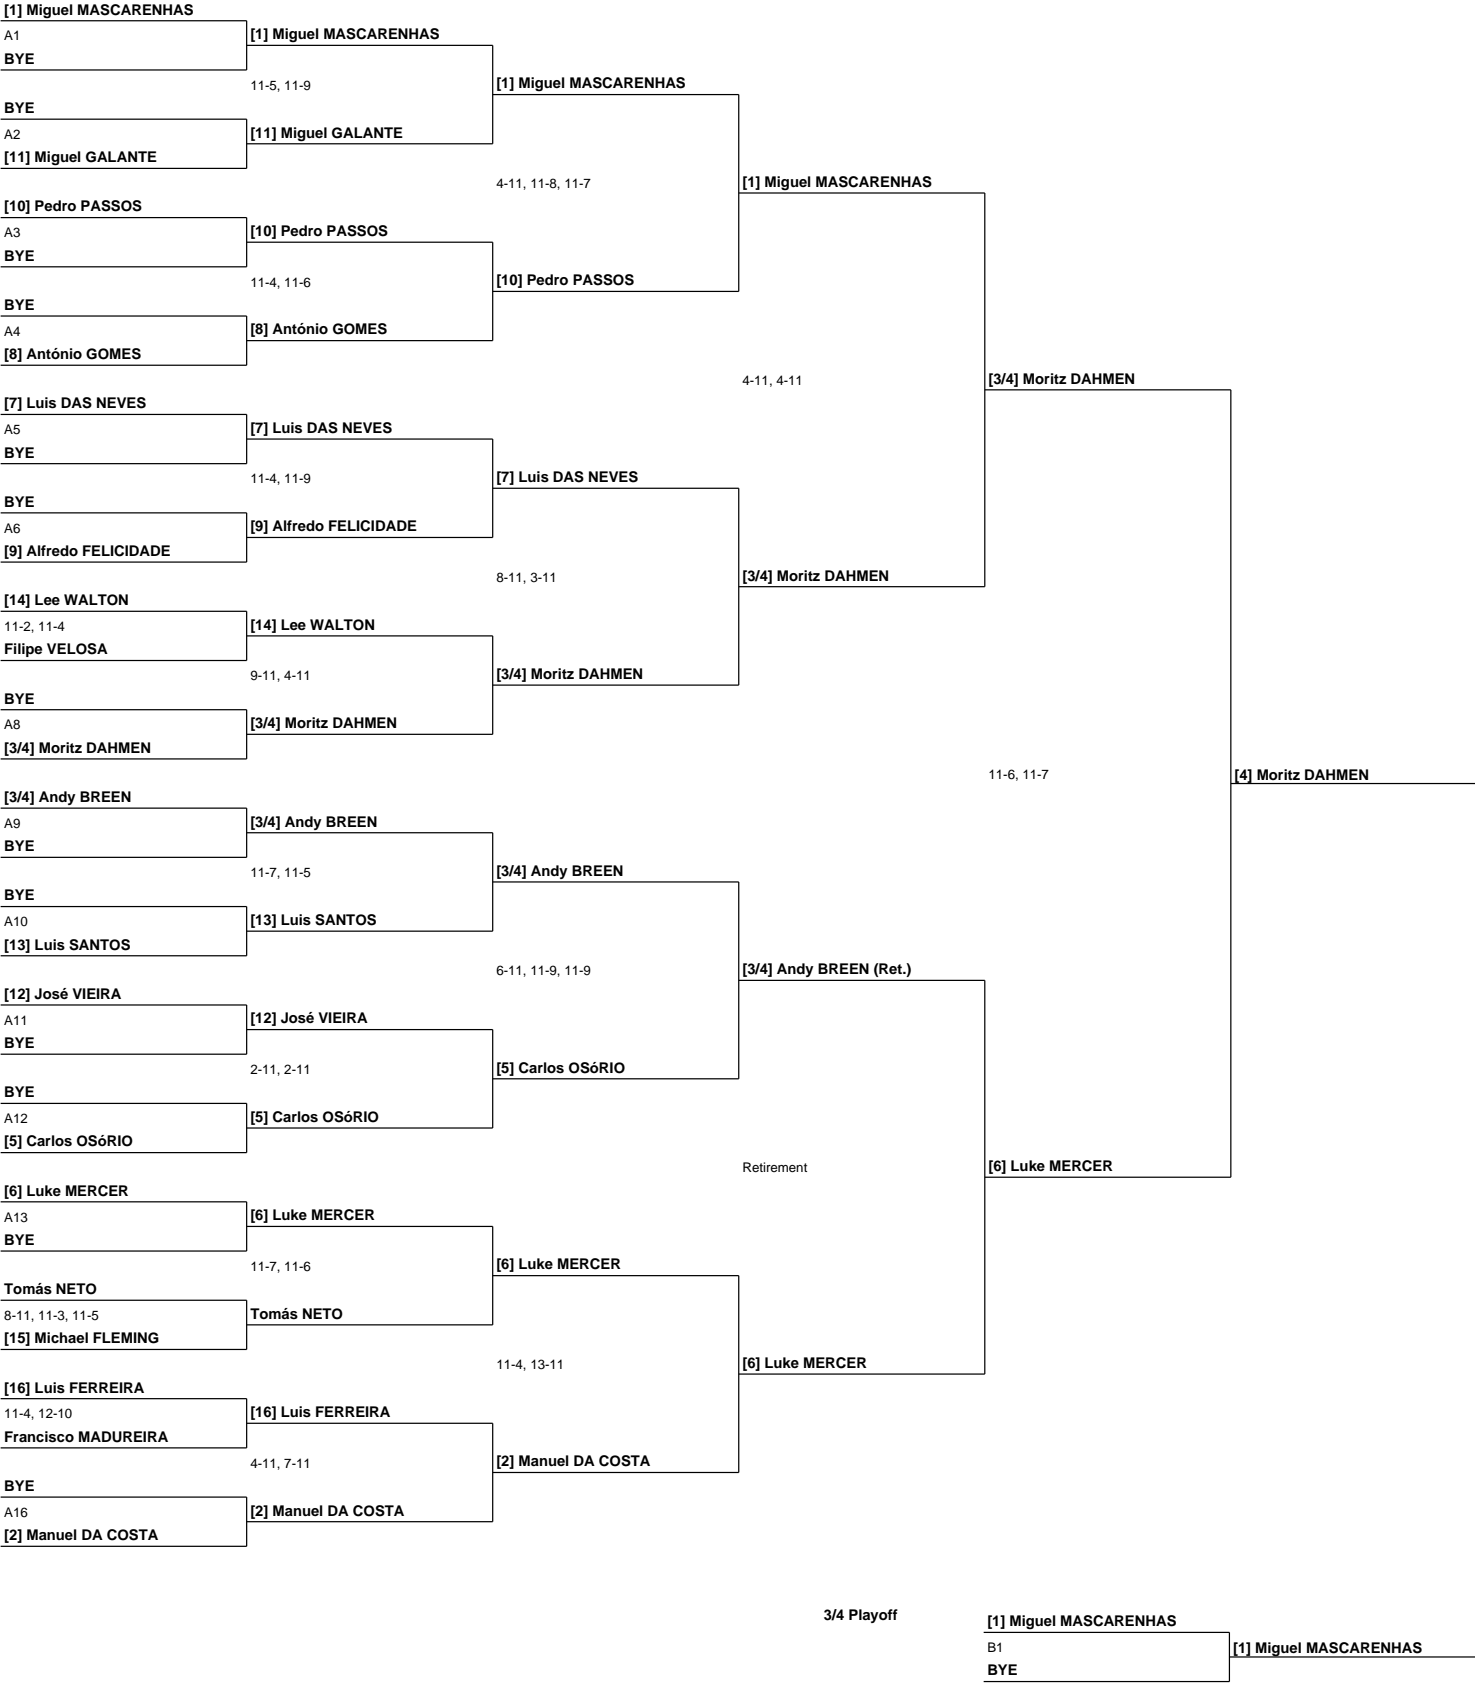 [1] Miguel MASCARENHAS
A1
BYE
[1] Miguel MASCARENHAS
11-5, 11-9
[1] Miguel MASCARENHAS
BYE
A2
[11] Miguel GALANTE
[11] Miguel GALANTE
4-11, 11-8, 11-7
[1] Miguel MASCARENHAS
[10] Pedro PASSOS
A3
BYE
[10] Pedro PASSOS
11-4, 11-6
[10] Pedro PASSOS
BYE
A4
[8] António GOMES
[8] António GOMES
4-11, 4-11
[3/4] Moritz DAHMEN
[7] Luis DAS NEVES
A5
BYE
[7] Luis DAS NEVES
11-4, 11-9
[7] Luis DAS NEVES
BYE
A6
[9] Alfredo FELICIDADE
[9] Alfredo FELICIDADE
8-11, 3-11
[3/4] Moritz DAHMEN
[14] Lee WALTON
11-2, 11-4
Filipe VELOSA
[14] Lee WALTON
9-11, 4-11
[3/4] Moritz DAHMEN
BYE
A8
[3/4] Moritz DAHMEN
[3/4] Moritz DAHMEN
11-6, 11-7
[4] Moritz DAHMEN
[3/4] Andy BREEN
A9
BYE
[3/4] Andy BREEN
11-7, 11-5
[3/4] Andy BREEN
BYE
A10
[13] Luis SANTOS
[13] Luis SANTOS
6-11, 11-9, 11-9
[3/4] Andy BREEN (Ret.)
[12] José VIEIRA
A11
BYE
[12] José VIEIRA
2-11, 2-11
[5] Carlos OSóRIO
BYE
A12
[5] Carlos OSóRIO
[5] Carlos OSóRIO
Retirement
[6] Luke MERCER
[6] Luke MERCER
A13
BYE
[6] Luke MERCER
11-7, 11-6
[6] Luke MERCER
Tomás NETO
8-11, 11-3, 11-5
[15] Michael FLEMING
Tomás NETO
11-4, 13-11
[6] Luke MERCER
[16] Luis FERREIRA
11-4, 12-10
Francisco MADUREIRA
[16] Luis FERREIRA
4-11, 7-11
[2] Manuel DA COSTA
BYE
A16
[2] Manuel DA COSTA
[2] Manuel DA COSTA
3/4 Playoff
[1] Miguel MASCARENHAS
B1
BYE
[1] Miguel MASCARENHAS